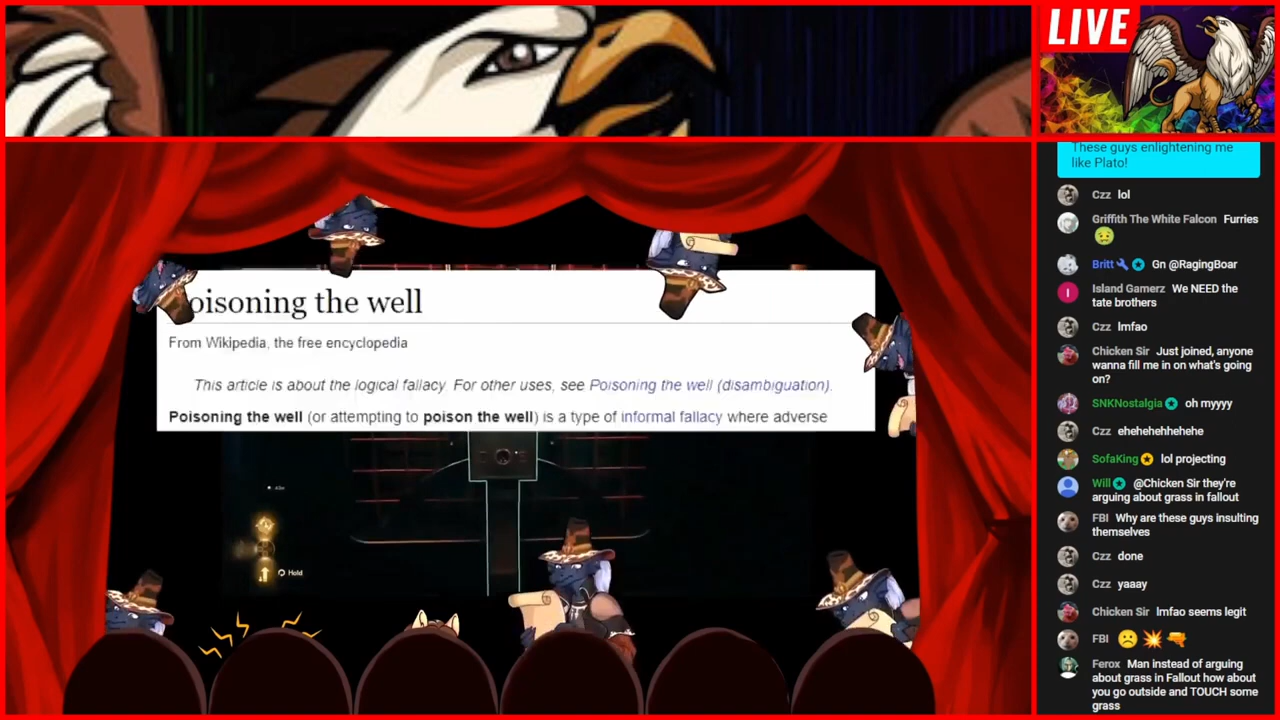 LIVE
These guys enlightening me
like Plato!
Czz lol
Griffith The White Falcon Furries
Britt Gn @RagingBoar
Island Gamerz We NEED the
tate brothers
Czz lmfao
Chicken Sir Just joined, anyone
wanna fill me in on what's going
on?
SNKNostalgia oh myyyy
Czz ehehehehhehehe
SofaKing lol projecting
Will @Chicken Sir they're
arguing about grass in fallout
FBI Why are these guys insulting
themselves
Czz done
Czz yaaay
Chicken Sir lmfao seems legit
FBI
Ferox Man instead of arguing
about grass in Fallout how about
you go outside and TOUCH some
grass
oisoning the well
From Wikipedia, the free encyclopedia
This article is about the logical fallacy. For other uses, see Poisoning the well (disambiguation).
Poisoning the well (or attempting to poison the well) is a type of informal fallacy where adverse
Hold